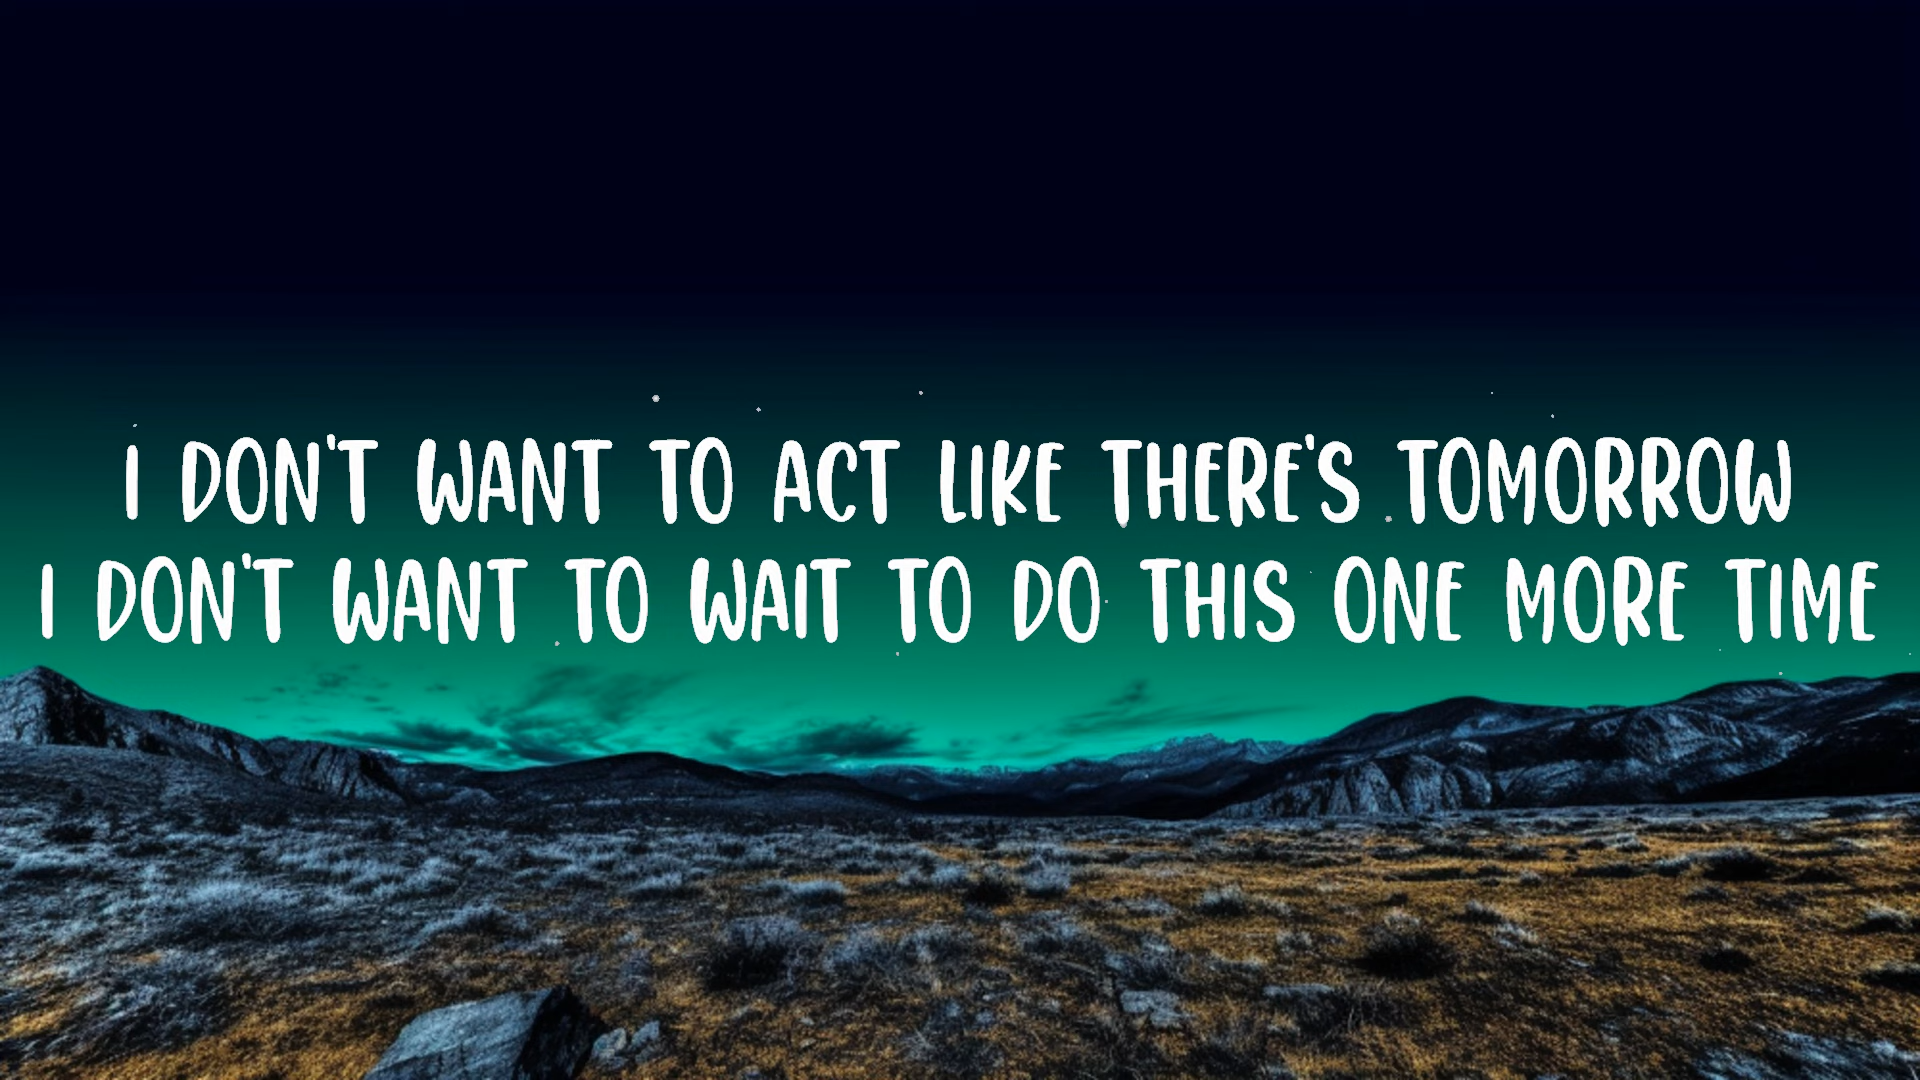 I DON'T WANT TO ACT LIKE THERE'S TOMORROW
I DON'T WANT TO WAIT TO DO THIS ONE MORE TIME